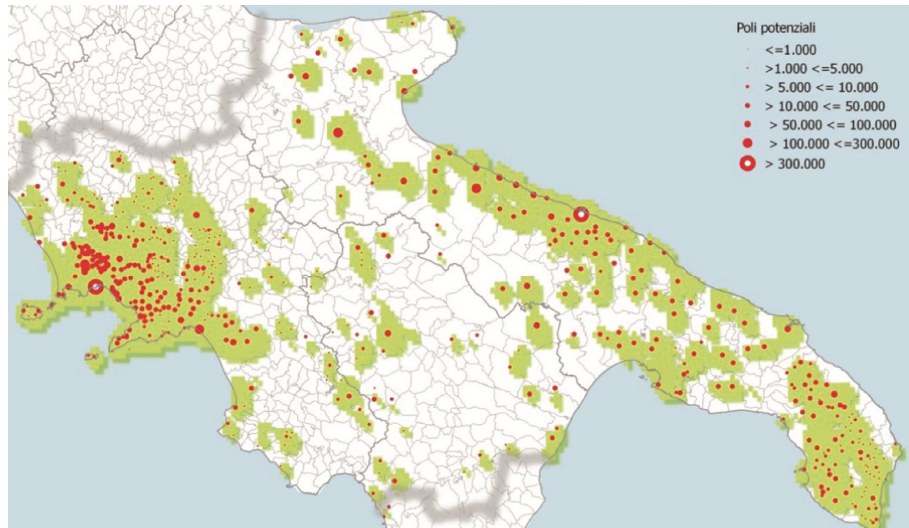 Poli potenziali
<=1.000
>1.000 <=5.000
> 5.000 <= 10.000
> 10.000 <= 50.000
> 50.000 <= 100.000
> 100.000 <=300.000
> 300.000